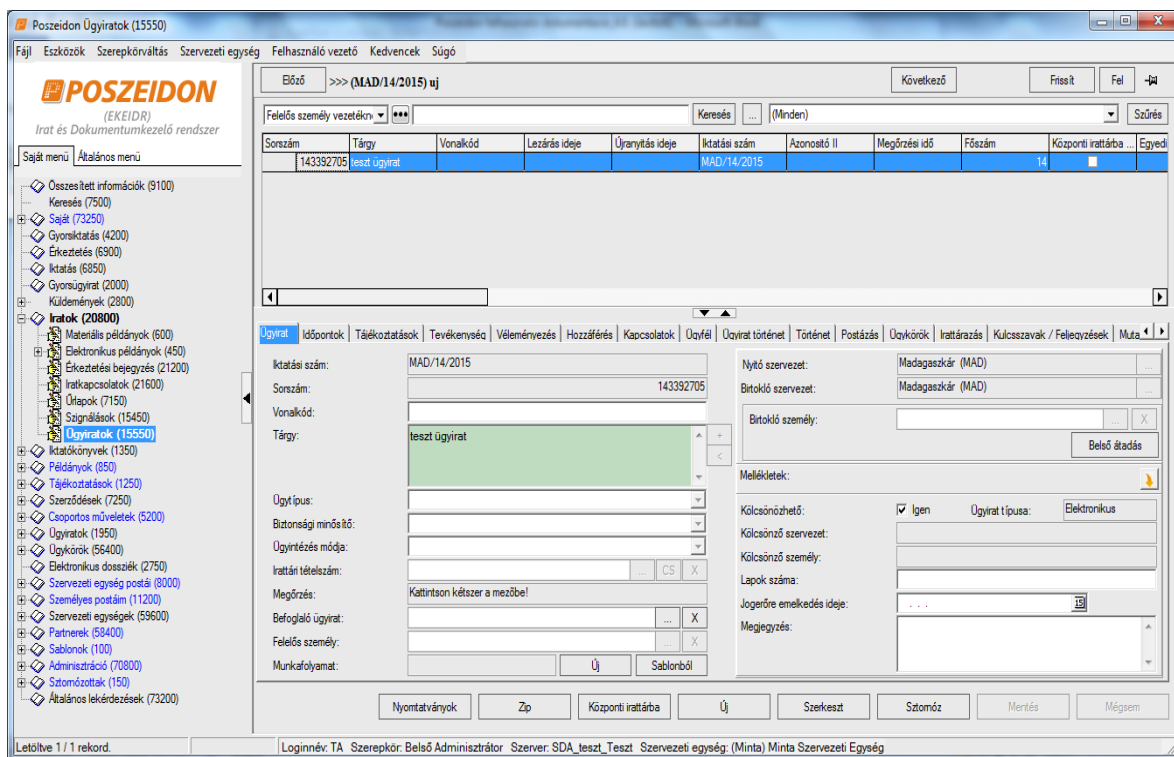 Poszeidon Ügyiratok (15550)
Fájl Eszközök Szerepkörváltás Szervezeti egység Felhasználó vezető Kedvencek Súgó
POSZEIDON
(EKEIDR)
Irat és Dokumentumkezelő rendszer
Saját menü Általános menü
Összesített információk (9100)
Keresés (7500)
Saját (73250)
Gyorsiktatás (4200)
Érkeztetés (6900)
Iktatás (6850)
Gyorsügyirat (2000)
Küldemények (2800)
Iratok (20800)
Materiális példányok (600)
Elektronikus példányok (450)
Érkeztetési bejegyzés (21200)
Iratkapcsolatok (21600)
Űrlapok (7150)
Szignálások (15450)
Ügyiratok (15550)
Iktatókönyvek (1350)
Példányok (850)
Tájékoztatások (1250)
Szerződések (7250)
Csoportos műveletek (5200)
Ügyiratok (1950)
Ügykörök (56400)
Elektronikus dossziék (2750)
Szervezeti egység postái (8000)
Személyes postáim (11200)
Szervezeti egységek (59600)
Partnerek (58400)
Sablonok (100)
Adminisztráció (70800)
Sztornózottak (150)
Általános lekérdezések (73200)
Előző >>> (MAD/14/2015) uj Következő Frissít Fel
Felelős személy vezetékn ... Keresés ... (Minden) Szűrés
Sorszám Tárgy Vonalkód Lezárás ideje Újranyitás ideje Iktatási szám Azonosító II Megőrzési idő Főszám Központi irattárba ... Egyedi
143392705 teszt ügyirat MAD/14/2015 14
Ügyirat Időpontok Tájékoztatások Tevékenység Véleményezés Hozzáférés Kapcsolatok Ügyfél Ügyirat történet Történet Postázás Ügykörök Irattárazás Kulcsszavak / Feljegyzések Muta
Iktatási szám: MAD/14/2015
Sorszám: 143392705
Vonalkód:
Tárgy: teszt ügyirat + <
Ügytípus:
Biztonsági minősítő:
Ügyintézés módja:
Irattári tételszám: ... CS X
Megőrzés: Kattintson kétszer a mezőbe!
Befoglaló ügyirat: ... X
Felelős személy: ... X
Munkafolyamat: Új Sablonból
Nyitó szervezet: Madagaszkár (MAD) ...
Birtokló szervezet: Madagaszkár (MAD) ...
Birtokló személy: ... X
Belső átadás
Mellékletek:
Kölcsönözhető: Igen Ügyirat típusa: Elektronikus
Kölcsönző szervezet:
Kölcsönző személy:
Lapok száma:
Jogerőre emelkedés ideje: . . . 15
Megjegyzés:
Nyomtatványok Zip Központi irattárba Új Szerkeszt Sztornóz Mentés Mégsem
Letöltve 1 / 1 rekord. Loginnév: TA Szerepkör: Belső Adminisztrátor Szerver: SDA_teszt_Teszt Szervezeti egység: (Minta) Minta Szervezeti Egység